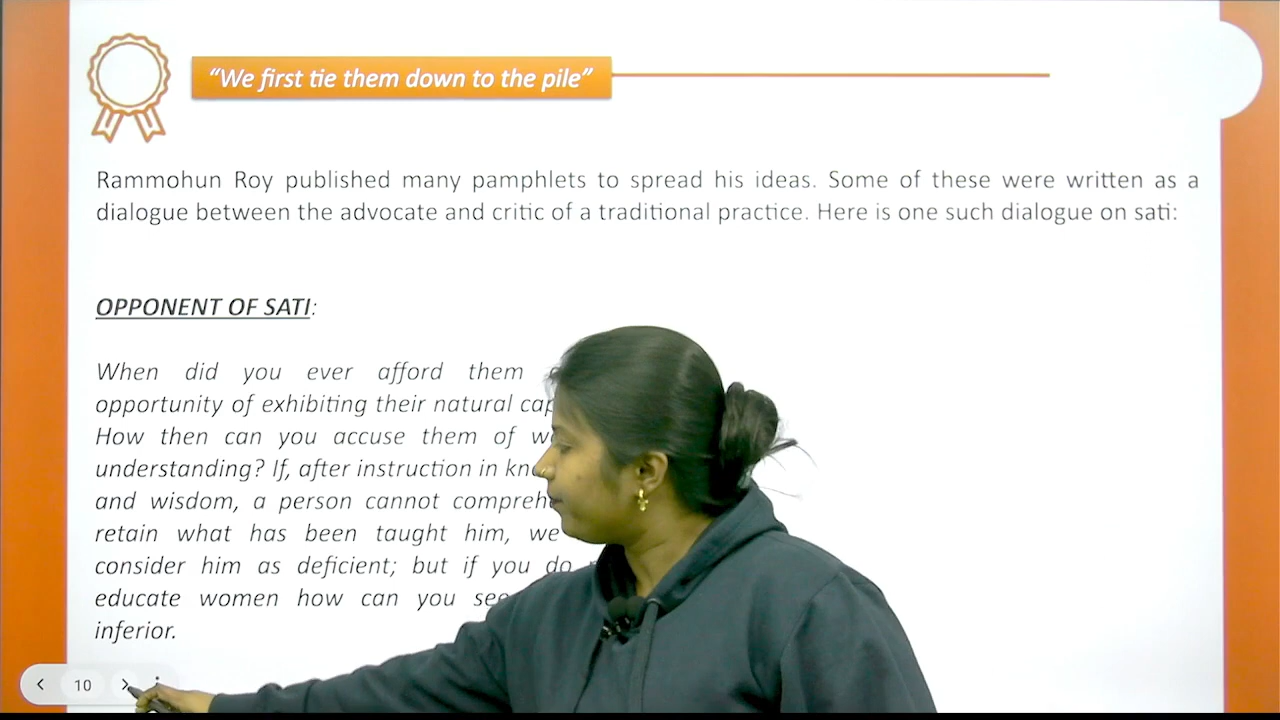 “We first tie them down to the pile”
Rammohun Roy published many pamphlets to spread his ideas. Some of these were written as a
dialogue between the advocate and critic of a traditional practice. Here is one such dialogue on sati:
OPPONENT OF SATI:
When did you ever afford them
opportunity of exhibiting their natural
How then can you accuse them of
understanding? If, after instruction in
and wisdom, a person cannot
retain what has been taught him, we
consider him as deficient; but if you do
educate women how can you
inferior.
10